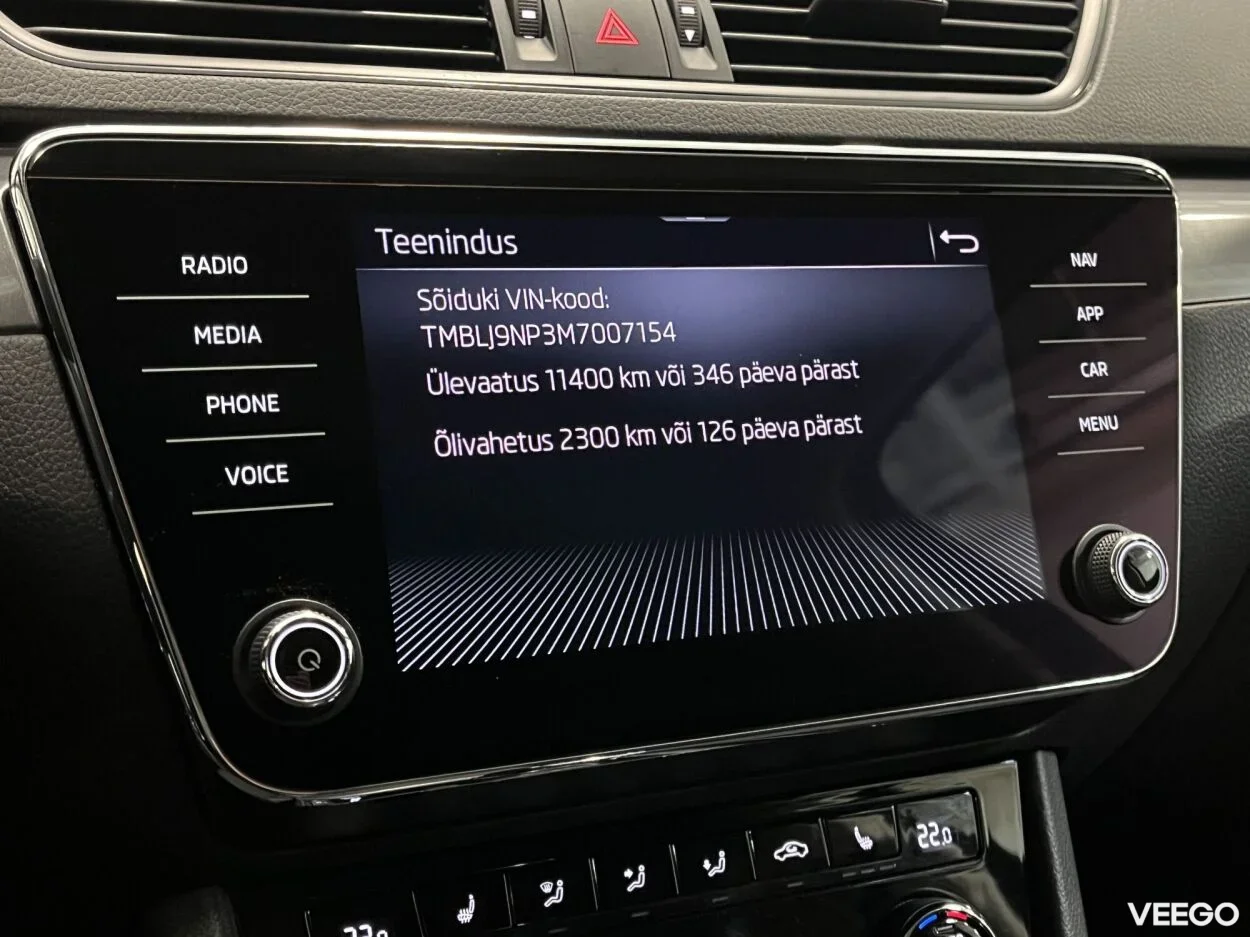 Teenindus
RADIO
MEDIA
PHONE
VOICE
Sõiduki VIN-kood:
TMBLJ9NP3M7007154
Ülevaatus 11400 km või 346 päeva pärast
Õlivahetus 2300 km või 126 päeva pärast
NAV
APP
CAR
MENU
22.0
VEEGO